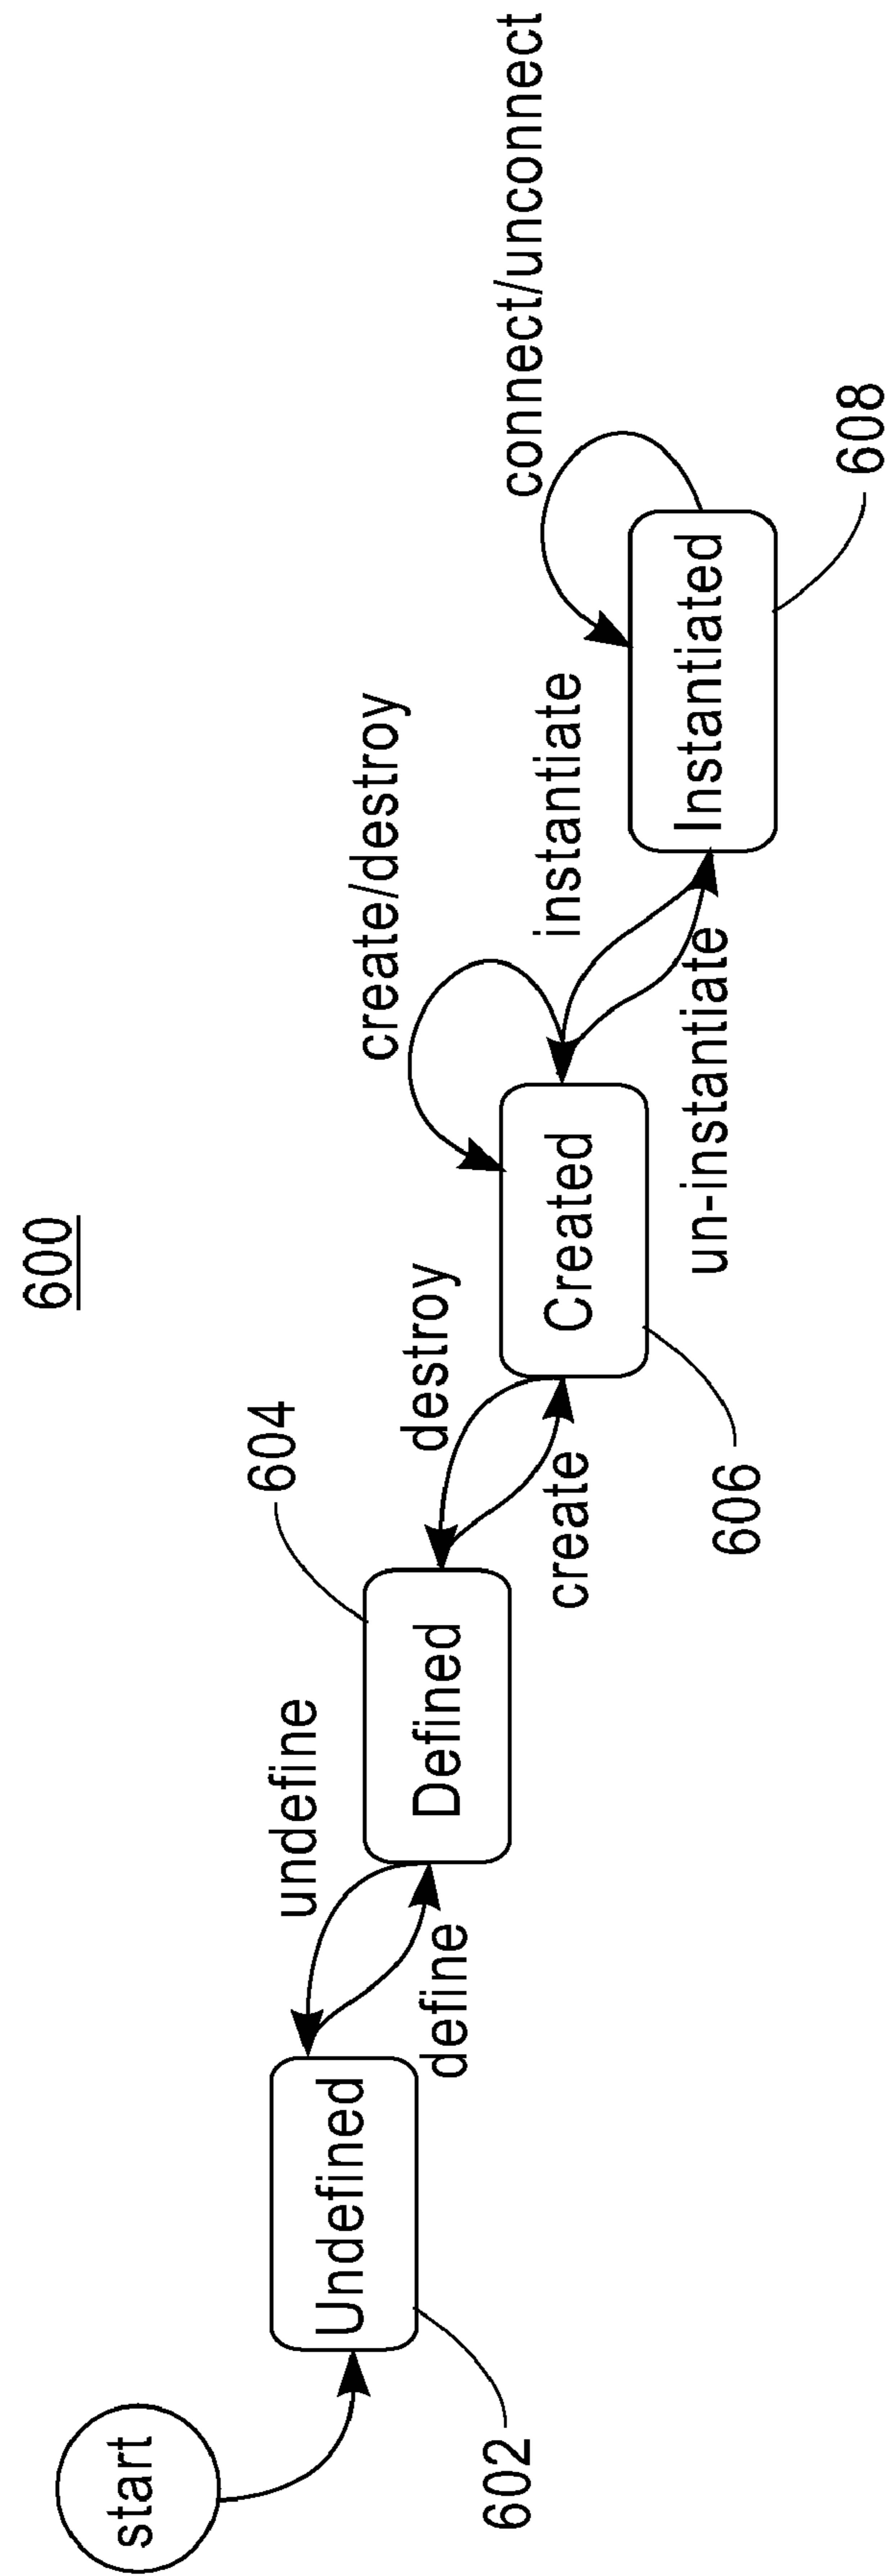 600
start
Undefined
602
undefine
define
604
Defined
destroy
create
Created
606
create/destroy
instantiate
un-instantiate
Instantiated
608
connect/unconnect